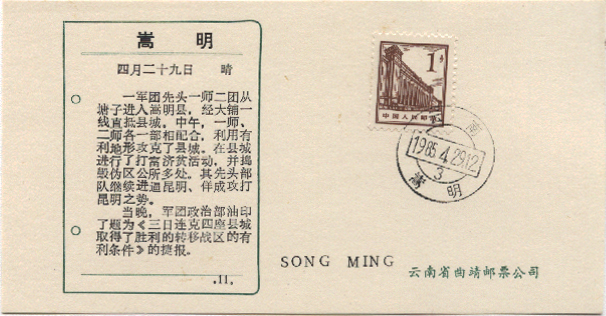 嵩 明
四月二十九日 晴
一军团先头一师二团从
塘子进入嵩明县，经大铺一
线直抵县城。中午，一师、
二师各一部相配合，利用有
利地形攻克了县城。在县城
进行了打富济贫活动，并捣
毁伪区公所多处。其先头部
队继续进逼昆明、佯成攻打
昆明之势。
当晚，军团政治部油印
了题为《三日连克四座县城
取得了胜利的转移战区的有
利条件》的捷报。
.11.
1分
中国人民邮政
1985.4.29.12
3
嵩明
SONG MING
云南省曲靖邮票公司